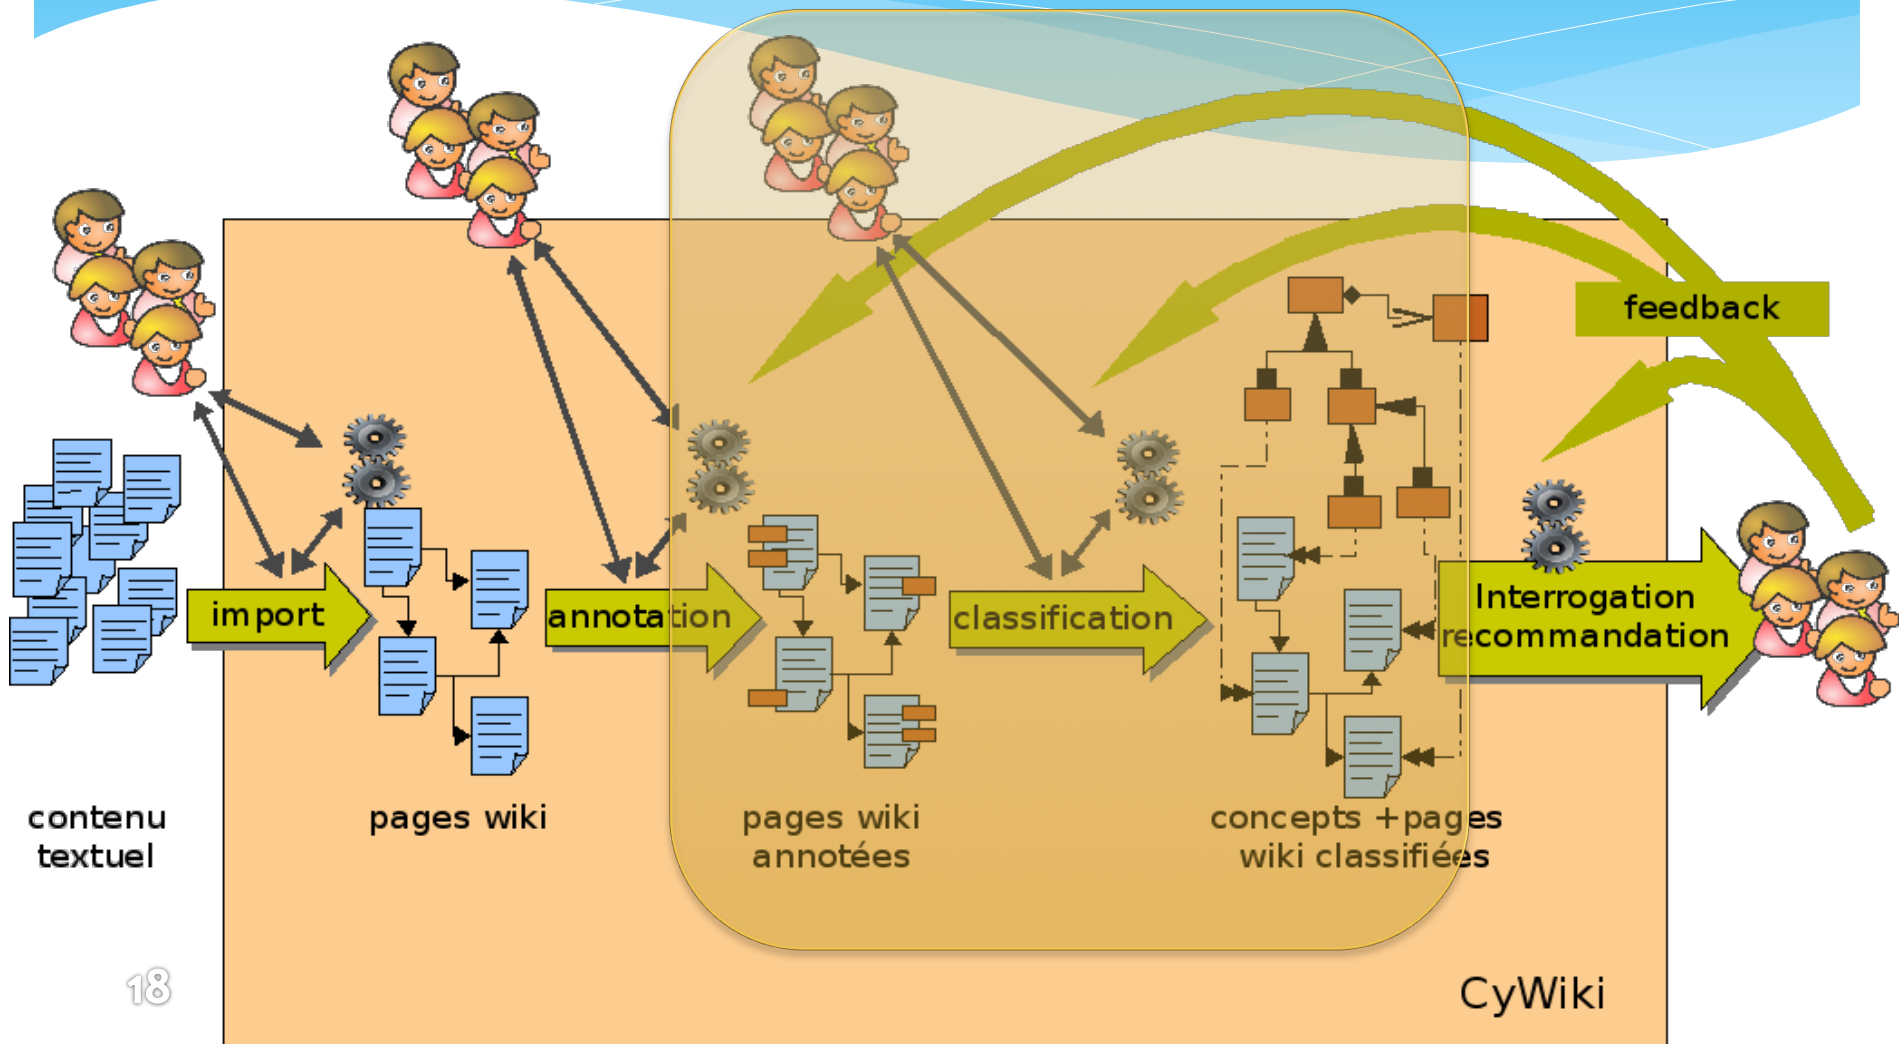 feedback
import
annotation
classification
Interrogation
recommandation
contenu
textuel
pages wiki
pages wiki
annotées
concepts +pages
wiki classifiées
18
CyWiki